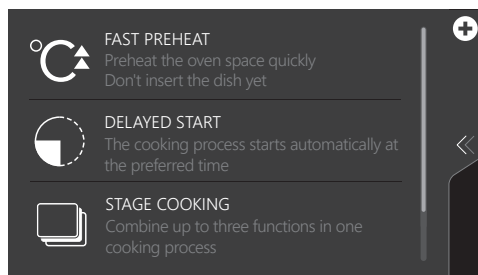 FAST PREHEAT
Preheat the oven space quickly
Don't insert the dish yet
DELAYED START
The cooking process starts automatically at
the preferred time
STAGE COOKING
Combine up to three functions in one
cooking process